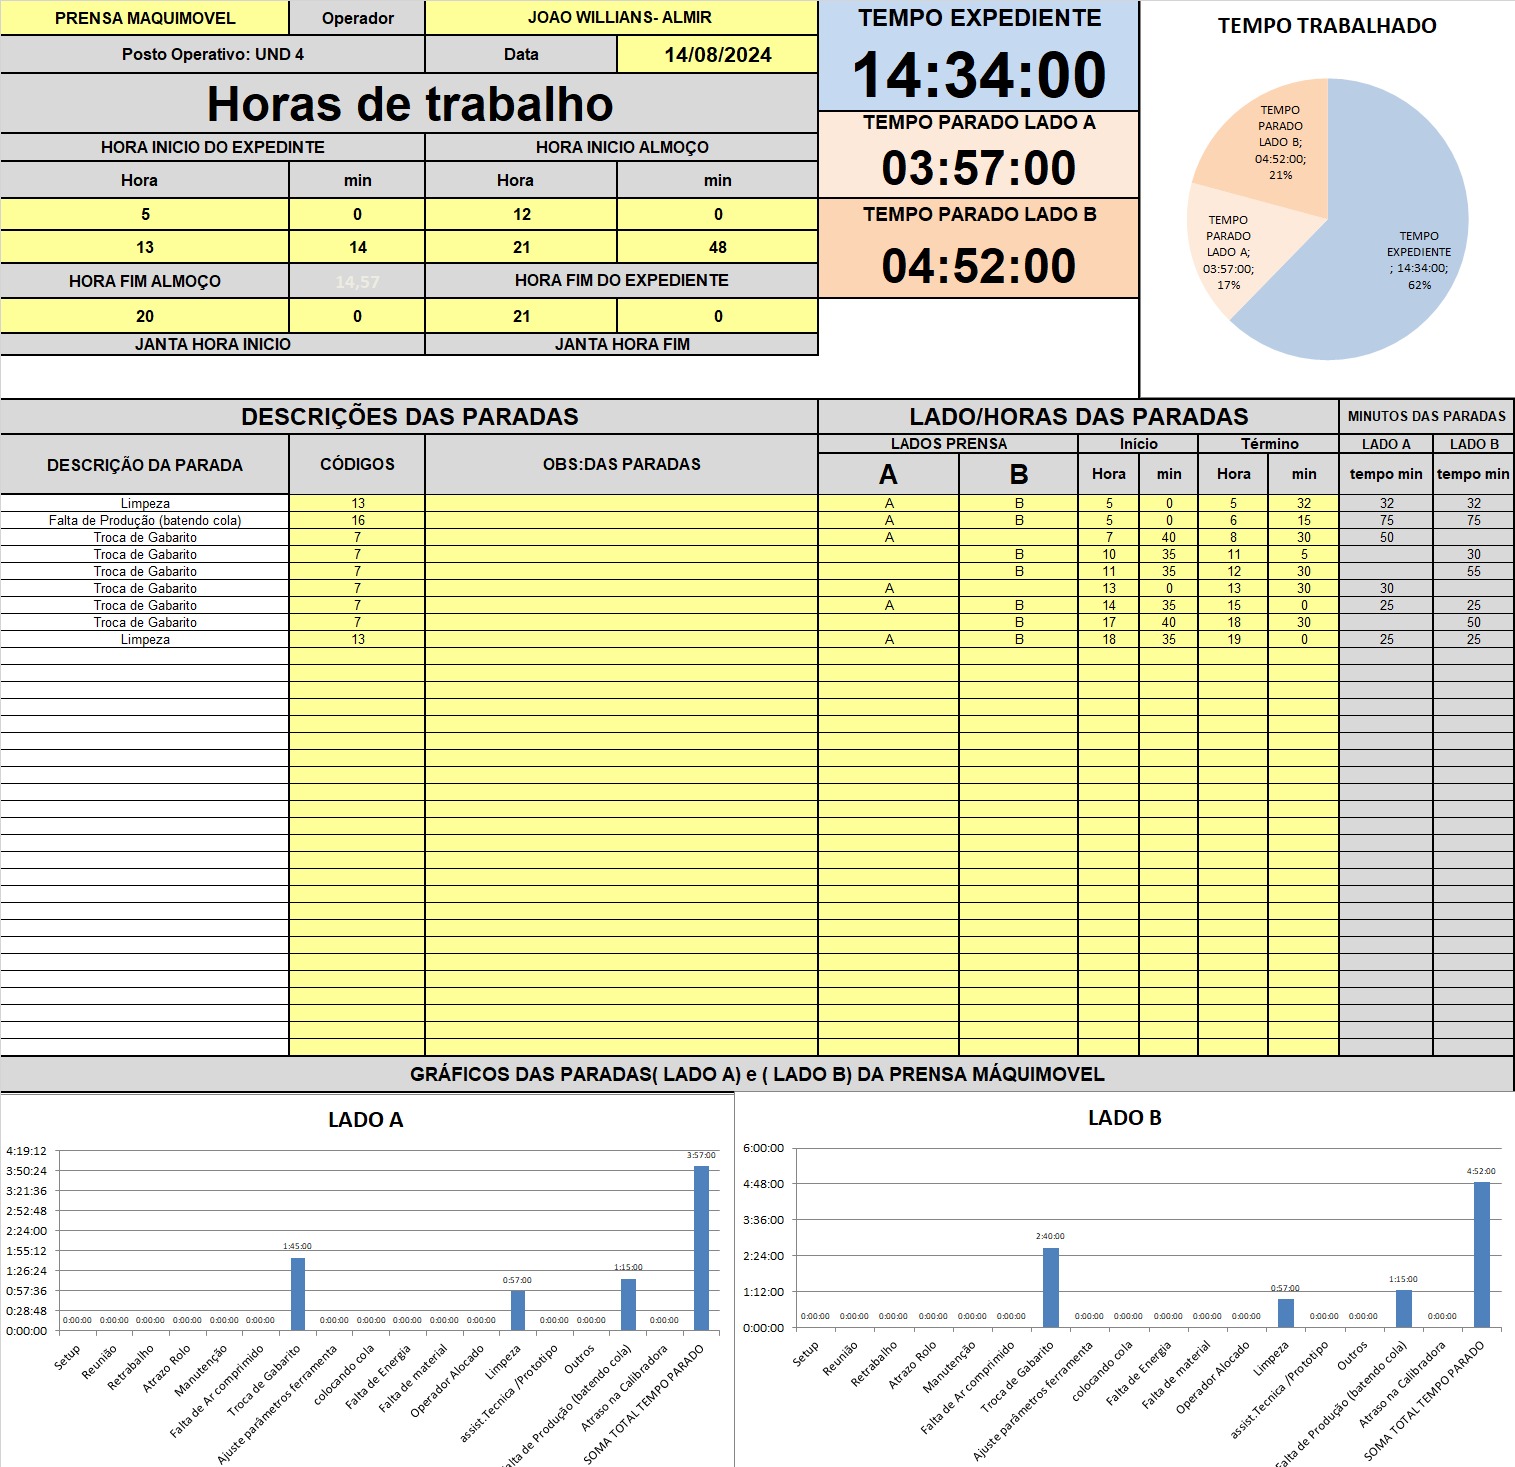 PRENSA MAQUIMOVEL Operador JOAO WILLIANS- ALMIR
Posto Operativo: UND 4 Data 14/08/2024
Horas de trabalho
HORA INICIO DO EXPEDINTE HORA INICIO ALMOÇO
Hora min Hora min
5 0 12 0
13 14 21 48
HORA FIM ALMOÇO 14,57 HORA FIM DO EXPEDIENTE
20 0 21 0
JANTA HORA INICIO JANTA HORA FIM
TEMPO EXPEDIENTE
14:34:00
TEMPO PARADO LADO A
03:57:00
TEMPO PARADO LADO B
04:52:00
TEMPO TRABALHADO
TEMPO
PARADO
LADO B;
04:52:00;
21%
TEMPO
PARADO
LADO A;
03:57:00;
17%
TEMPO
EXPEDIENTE
; 14:34:00;
62%
DESCRIÇÕES DAS PARADAS LADO/HORAS DAS PARADAS MINUTOS DAS PARADAS
DESCRIÇÃO DA PARADA CÓDIGOS OBS:DAS PARADAS LADOS PRENSA Início Término LADO A LADO B
A B Hora min Hora min tempo min tempo min
Limpeza 13 A B 5 0 5 32 32 32
Falta de Produção (batendo cola) 16 A B 5 0 6 15 75 75
Troca de Gabarito 7 A 7 40 8 30 50
Troca de Gabarito 7 B 10 35 11 5 30
Troca de Gabarito 7 B 11 35 12 30 55
Troca de Gabarito 7 A 13 0 13 30 30
Troca de Gabarito 7 A B 14 35 15 0 25 25
Troca de Gabarito 7 B 17 40 18 30 50
Limpeza 13 A B 18 35 19 0 25 25
GRÁFICOS DAS PARADAS( LADO A) e ( LADO B) DA PRENSA MÁQUIMOVEL
LADO A
4:19:12
3:50:24
3:21:36
2:52:48
2:24:00
1:55:12
1:26:24
0:57:36
0:28:48
0:00:00
0:00:00 0:00:00 0:00:00 0:00:00 0:00:00 0:00:00 1:45:00 0:00:00 0:00:00 0:00:00 0:00:00 0:00:00 0:57:00 0:00:00 0:00:00 1:15:00 0:00:00 3:57:00
Setup
Reunião
Retrabalho
Atrazo Rolo
Manutenção
Falta de Ar comprimido
Troca de Gabarito
Ajuste parâmetros ferramenta
colocando cola
Falta de Energia
Falta de material
Operador Alocado
Limpeza
assist.Tecnica /Prototipo
Outros
alta de Produção (batendo cola)
Atraso na Calibradora
SOMA TOTAL TEMPO PARADO
LADO B
6:00:00
4:48:00
3:36:00
2:24:00
1:12:00
0:00:00
0:00:00 0:00:00 0:00:00 0:00:00 0:00:00 0:00:00 2:40:00 0:00:00 0:00:00 0:00:00 0:00:00 0:00:00 0:57:00 0:00:00 0:00:00 1:15:00 0:00:00 4:52:00
Setup
Reunião
Retrabalho
Atrazo Rolo
Manutenção
Falta de Ar comprimido
Troca de Gabarito
Ajuste parâmetros ferramenta
colocando cola
Falta de Energia
Falta de material
Operador Alocado
Limpeza
assist.Tecnica /Prototipo
Outros
Falta de Produção (batendo cola)
Atraso na Calibradora
SOMA TOTAL TEMPO PARADO